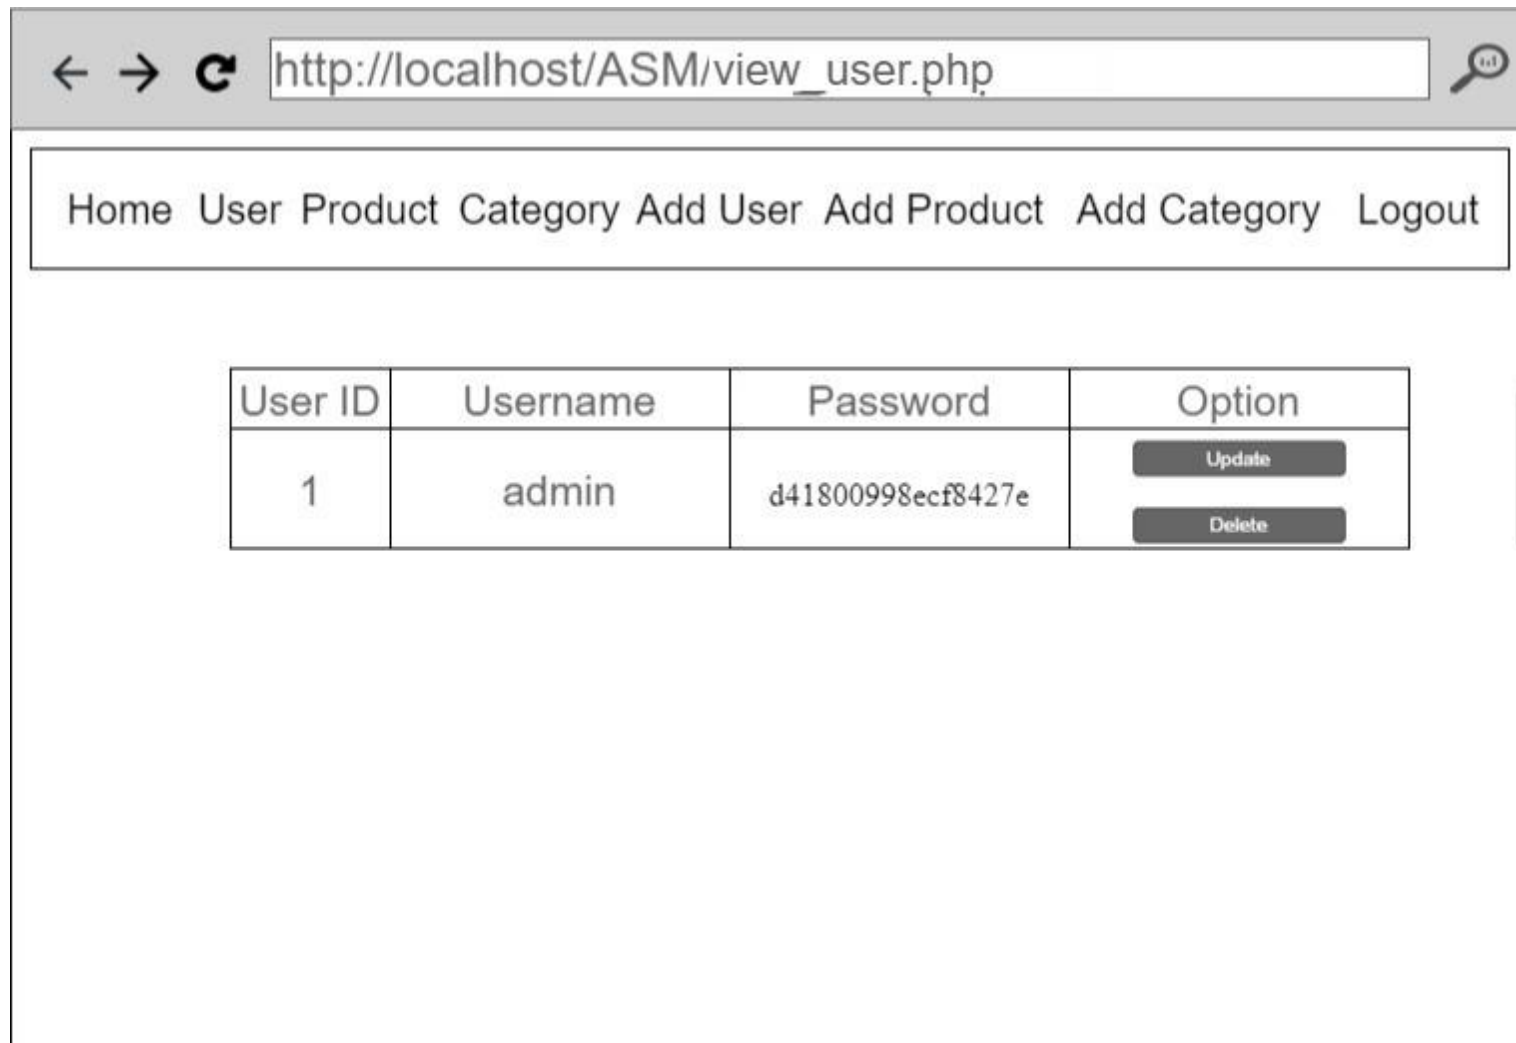 http://localhost/ASM/view_user.php
Home User Product Category Add User Add Product Add Category Logout
User ID Username Password Option
1 admin d41800998ecf8427e Update
Delete